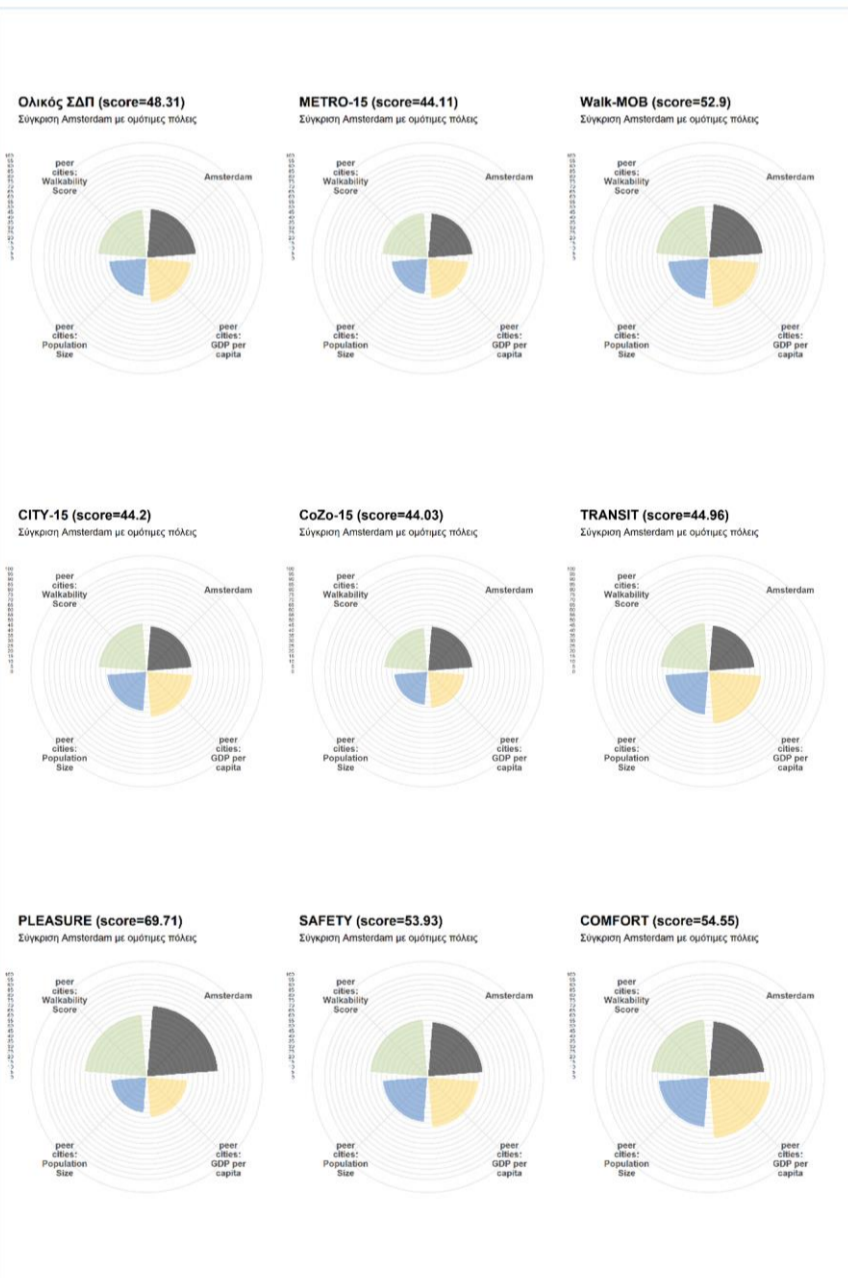 Ολικός ΣΔΠ (score=48.31)
Σύγκριση Amsterdam με ομότιμες πόλεις
peer
cities:
Walkability
Score
Amsterdam
peer
cities:
Population
Size
peer
cities:
GDP per
capita
METRO-15 (score=44.11)
Σύγκριση Amsterdam με ομότιμες πόλεις
peer
cities:
Walkability
Score
Amsterdam
peer
cities:
Population
Size
peer
cities:
GDP per
capita
Walk-MOB (score=52.9)
Σύγκριση Amsterdam με ομότιμες πόλεις
peer
cities:
Walkability
Score
Amsterdam
peer
cities:
Population
Size
peer
cities:
GDP per
capita
CITY-15 (score=44.2)
Σύγκριση Amsterdam με ομότιμες πόλεις
peer
cities:
Walkability
Score
Amsterdam
peer
cities:
Population
Size
peer
cities:
GDP per
capita
CoZo-15 (score=44.03)
Σύγκριση Amsterdam με ομότιμες πόλεις
peer
cities:
Walkability
Score
Amsterdam
peer
cities:
Population
Size
peer
cities:
GDP per
capita
TRANSIT (score=44.96)
Σύγκριση Amsterdam με ομότιμες πόλεις
peer
cities:
Walkability
Score
Amsterdam
peer
cities:
Population
Size
peer
cities:
GDP per
capita
PLEASURE (score=69.71)
Σύγκριση Amsterdam με ομότιμες πόλεις
peer
cities:
Walkability
Score
Amsterdam
peer
cities:
Population
Size
peer
cities:
GDP per
capita
SAFETY (score=53.93)
Σύγκριση Amsterdam με ομότιμες πόλεις
peer
cities:
Walkability
Score
Amsterdam
peer
cities:
Population
Size
peer
cities:
GDP per
capita
COMFORT (score=54.55)
Σύγκριση Amsterdam με ομότιμες πόλεις
peer
cities:
Walkability
Score
Amsterdam
peer
cities:
Population
Size
peer
cities:
GDP per
capita